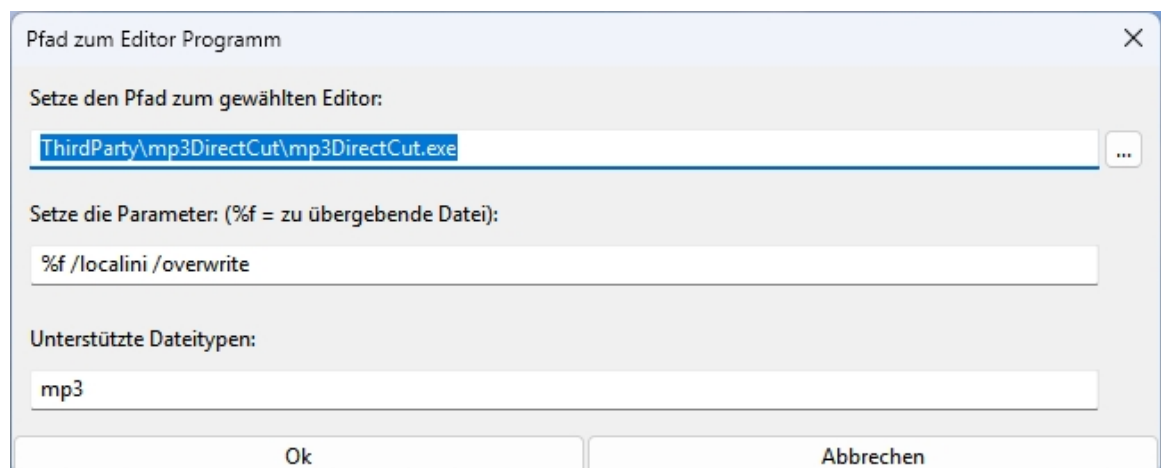 Pfad zum Editor Programm
Setze den Pfad zum gewählten Editor:
ThirdParty\mp3DirectCut\mp3DirectCut.exe
...
Setze die Parameter: (%f = zu übergebende Datei):
%f /localini /overwrite
Unterstützte Dateitypen:
mp3
Ok Abbrechen